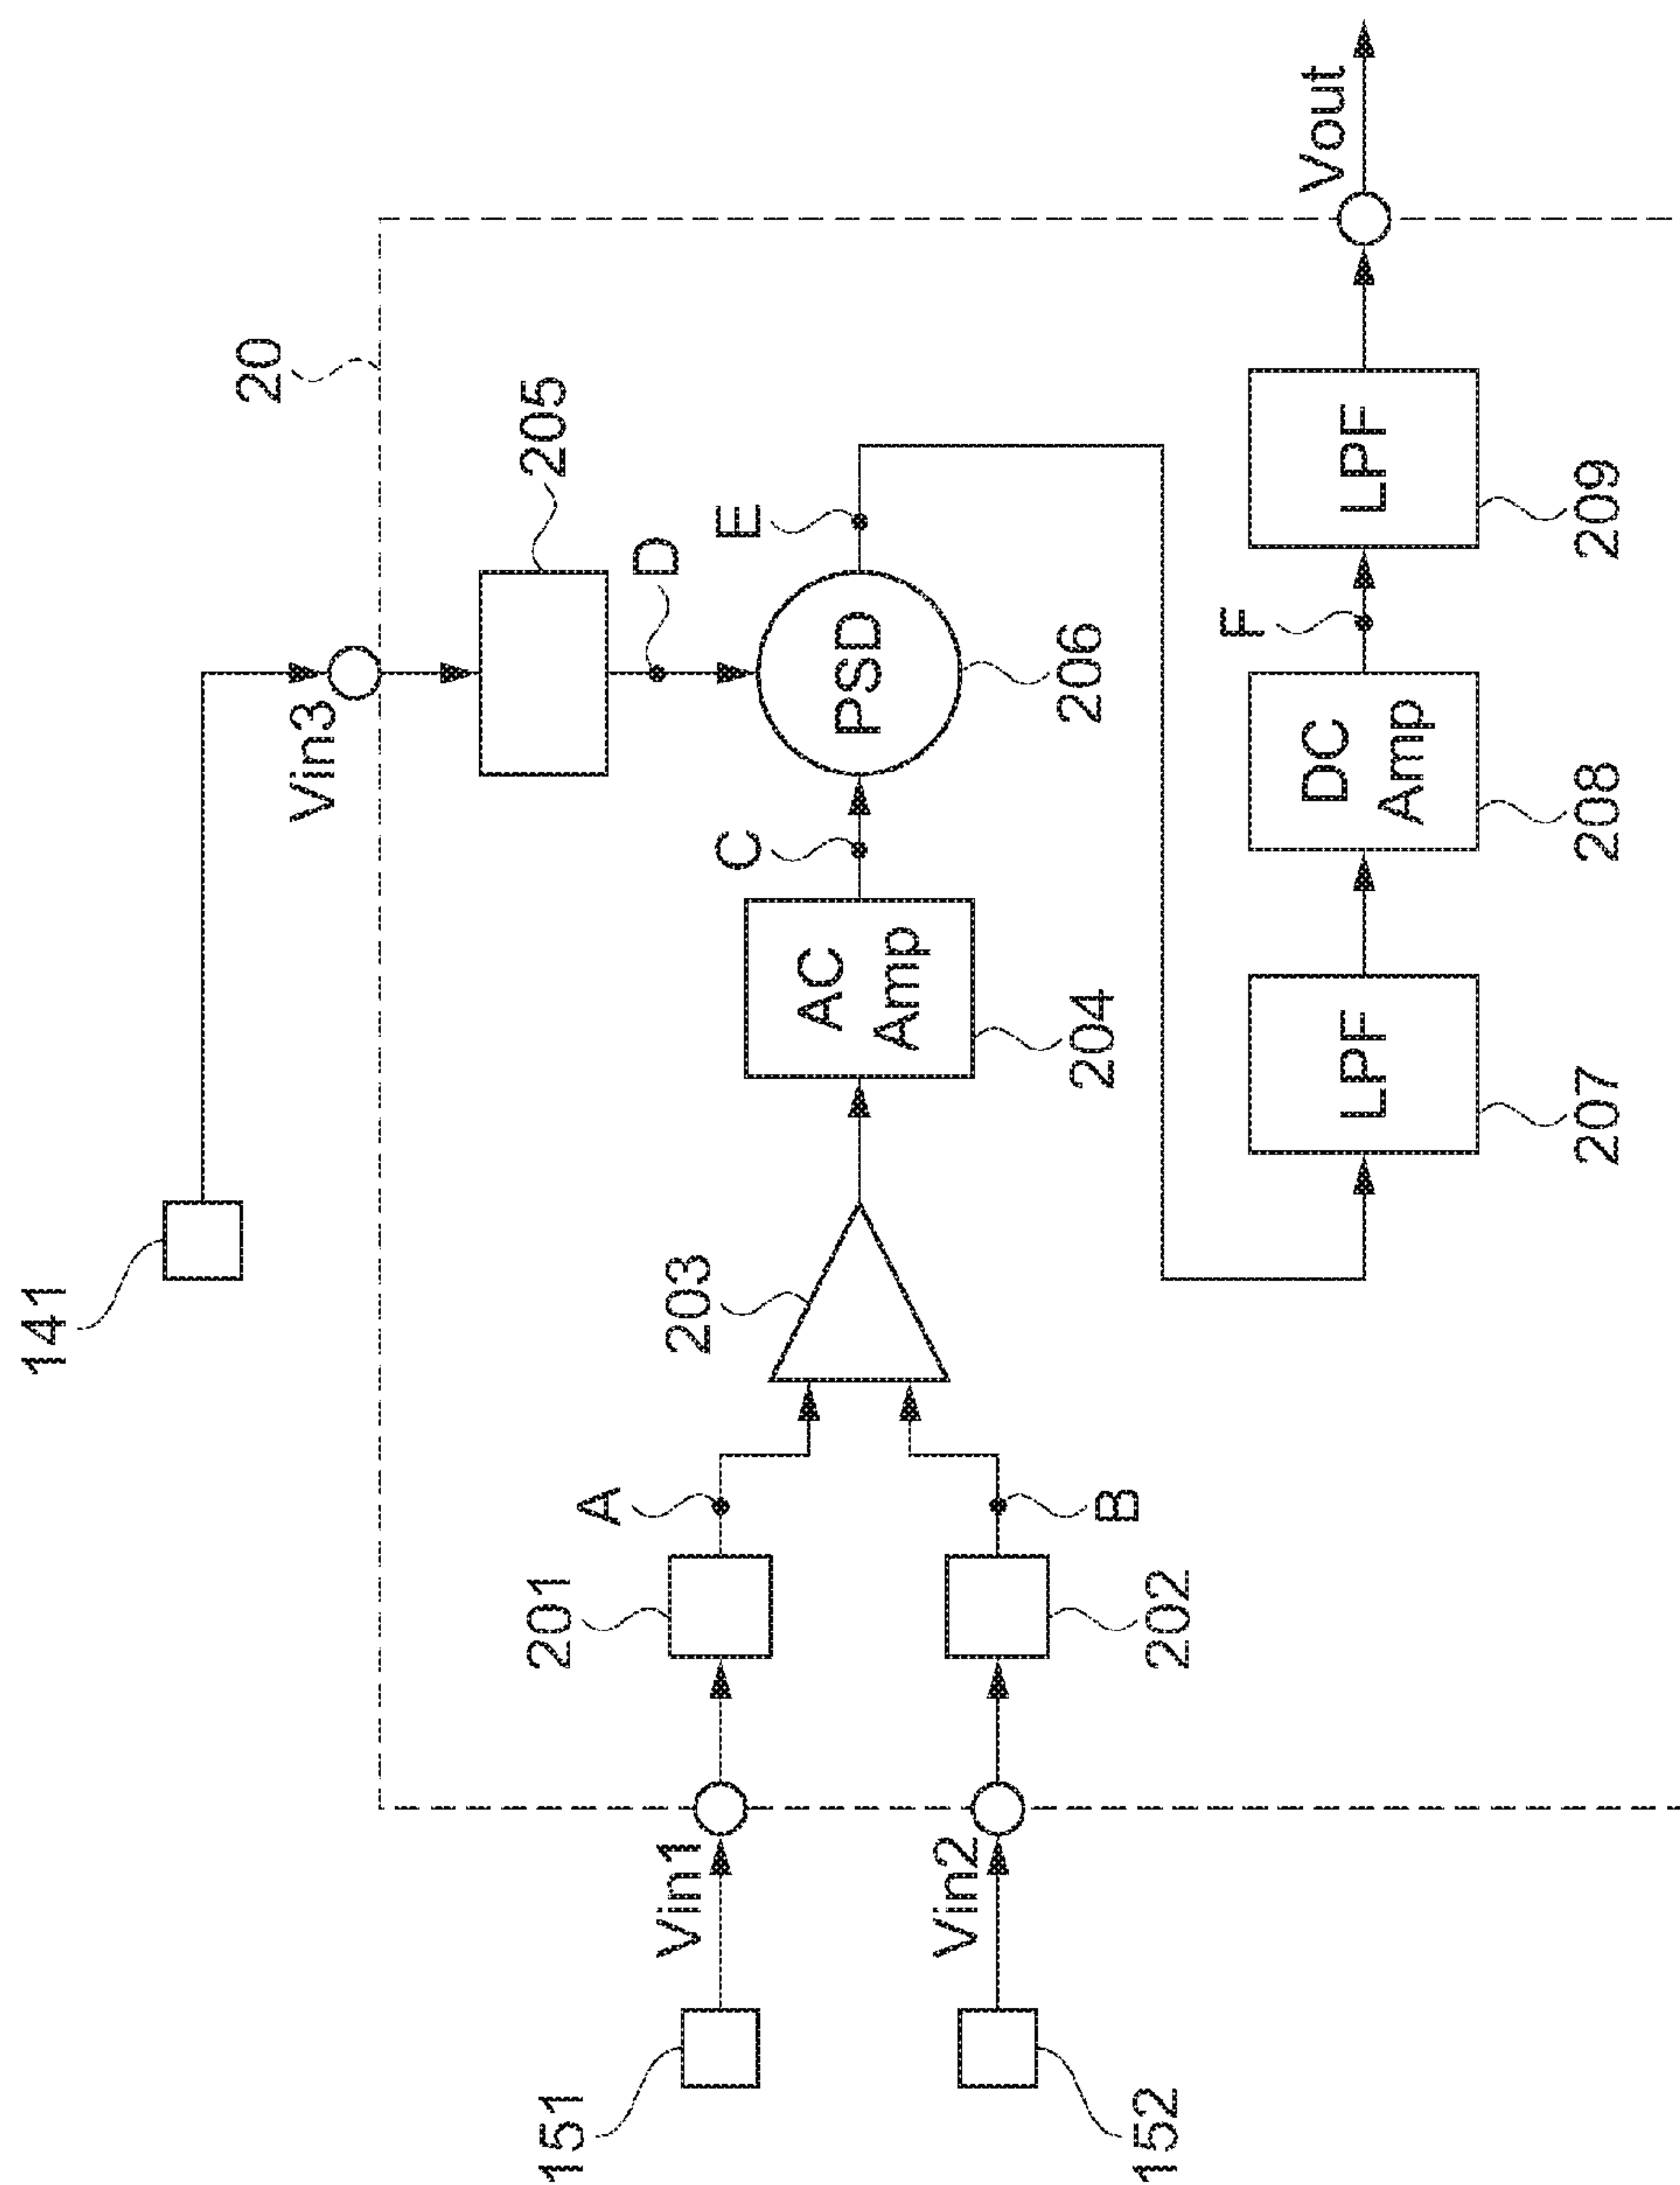 141
20
Vin3
205
D
151
Vin1
201
A
203
AC
Amp
204
C
PSD
206
E
152
Vin2
202
B
LPF
207
DC
Amp
208
F
LPF
209
Vout